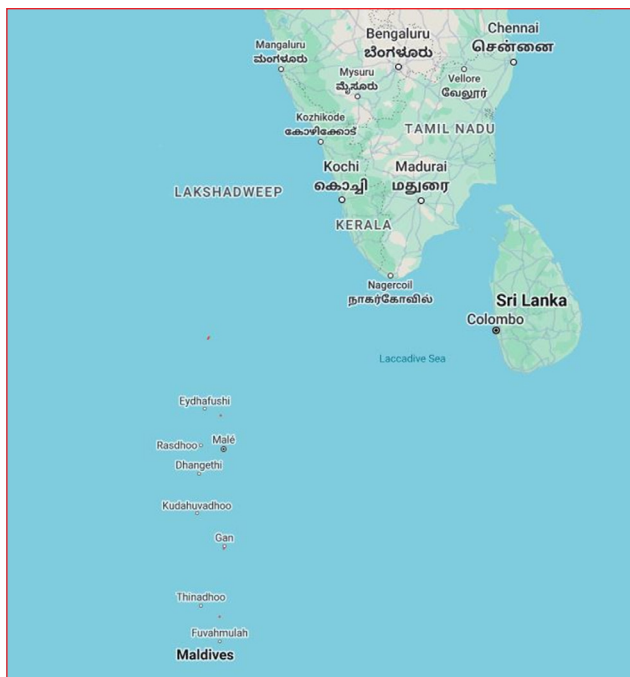 Chennai
சென்னை
Bengaluru
ಬೆಂಗಳೂರು
Mangaluru
ಮಂಗಳೂರು
Mysuru
ಮೈಸೂರು
Vellore
வேலூர்
Kozhikode
കോഴിക്കോട്
TAMIL NADU
Kochi
കൊച്ചി
Madurai
மதுரை
LAKSHADWEEP
KERALA
Nagercoil
நாகர்கோவில்
Sri Lanka
Colombo
Laccadive Sea
Eydhafushi
Malé
Rasdhoo
Dhangethi
Kudahuvadhoo
Gan
Thinadhoo
Fuvahmulah
Maldives